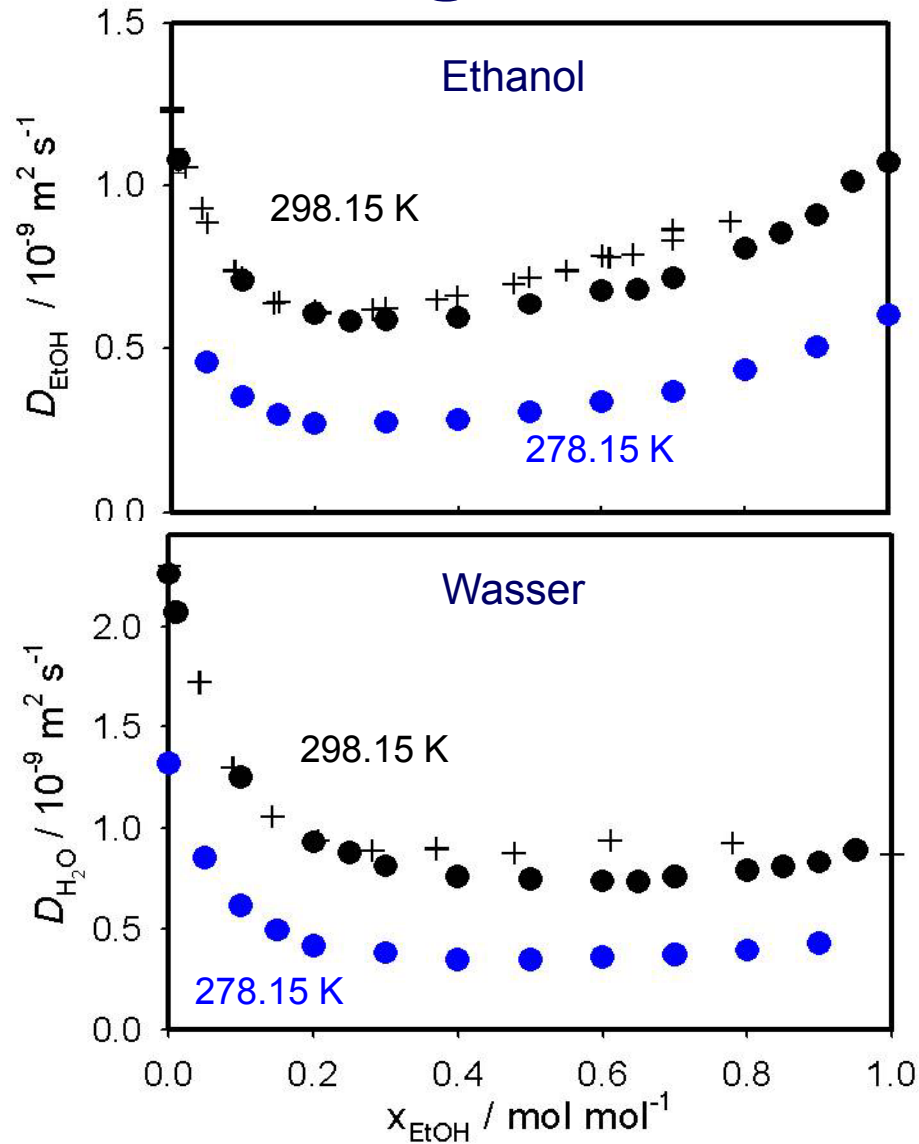 1.5
Ethanol
1.0
298.15 K
0.5
278.15 K
0.0
D_EtOH / 10⁻⁹ m² s⁻¹
Wasser
2.0
1.5
298.15 K
1.0
0.5
278.15 K
0.0
D_H₂O / 10⁻⁹ m² s⁻¹
0.0 0.2 0.4 0.6 0.8 1.0
x_EtOH / mol mol⁻¹